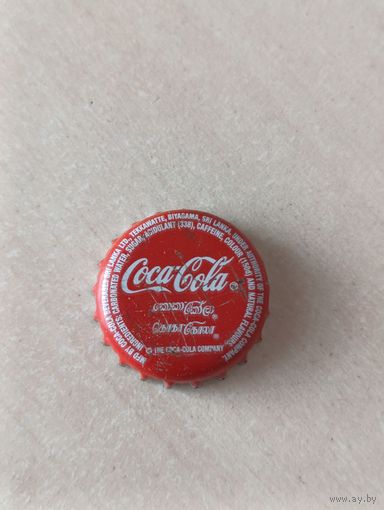 MFD BY COCA-COLA BEVERAGES SRI LANKA LTD., TEKKAWATTE, BIYAGAMA, SRI LANKA, UNDER AUTHORITY OF THE COCA-COLA COMPANY.
INGREDIENTS: CARBONATED WATER, SUGAR, ACIDULANT (338), CAFFEINE, COLOUR (150d) AND NATURAL FLAVOURS.
Coca-Cola®
කොකා කෝලා®
கொகா கோலா®
© THE COCA-COLA COMPANY
www.ay.by